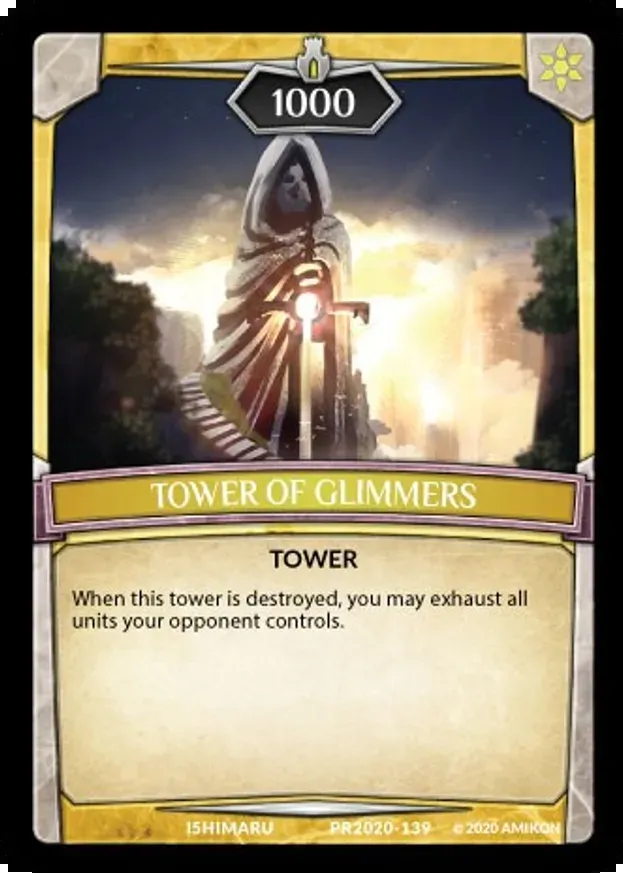 1000
TOWER OF GLIMMERS
TOWER
When this tower is destroyed, you may exhaust all
units your opponent controls.
I5HIMARU PR2020-139 © 2020 AMIKON